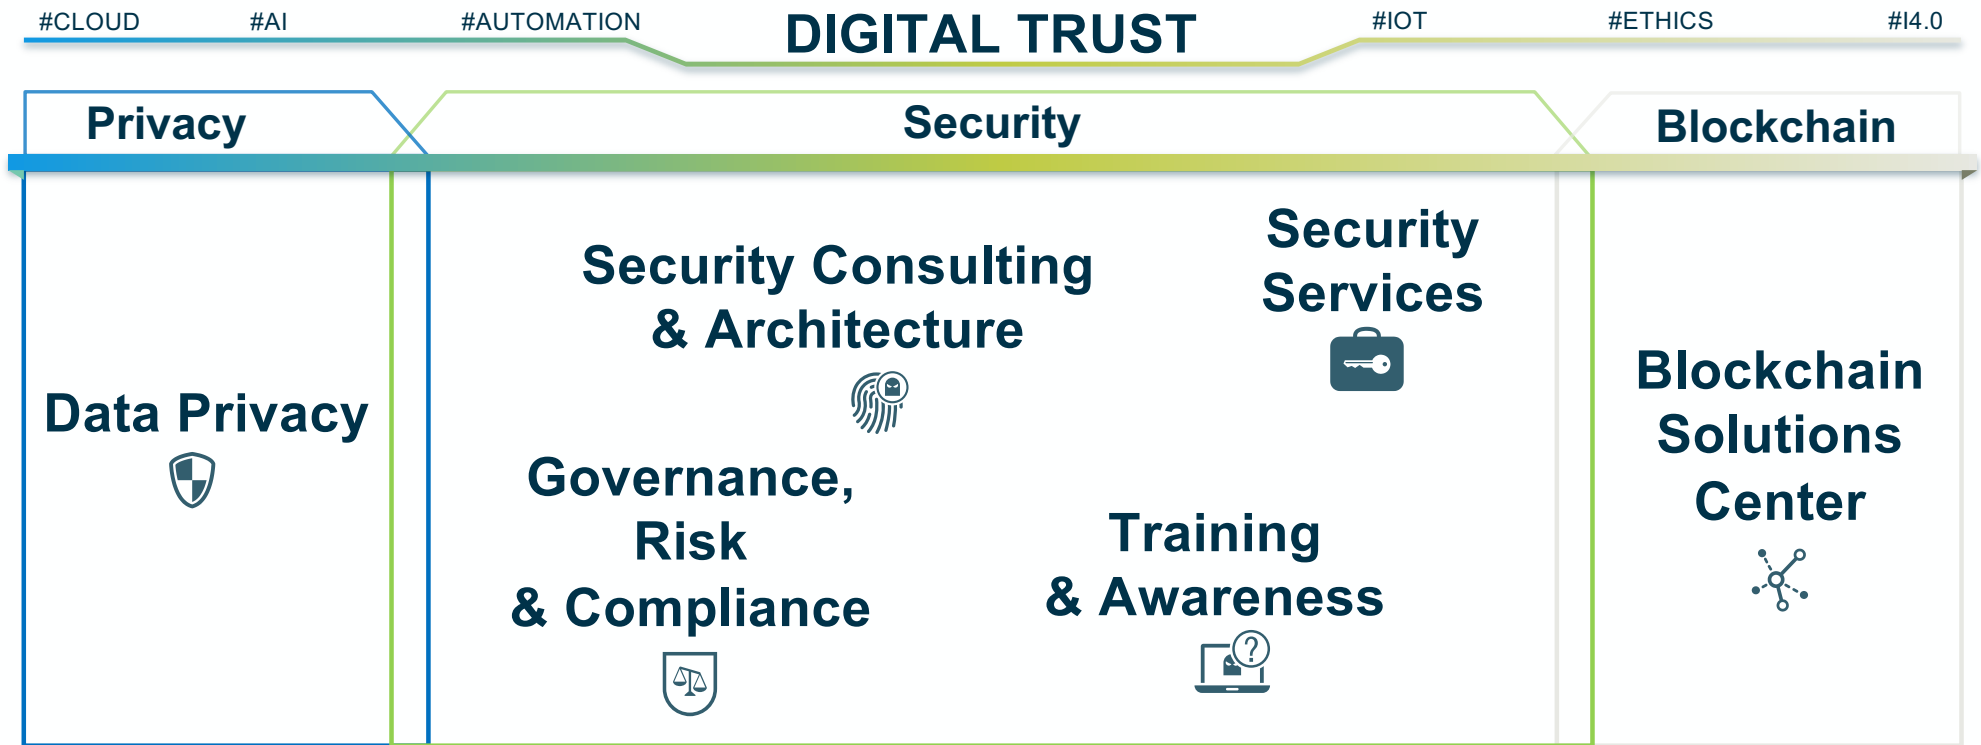 #CLOUD #AI #AUTOMATION DIGITAL TRUST #IOT #ETHICS #I4.0
Privacy
Security
Blockchain
Data Privacy
Security Consulting
& Architecture
Security
Services
Governance,
Risk
& Compliance
Training
& Awareness
?
Blockchain
Solutions
Center